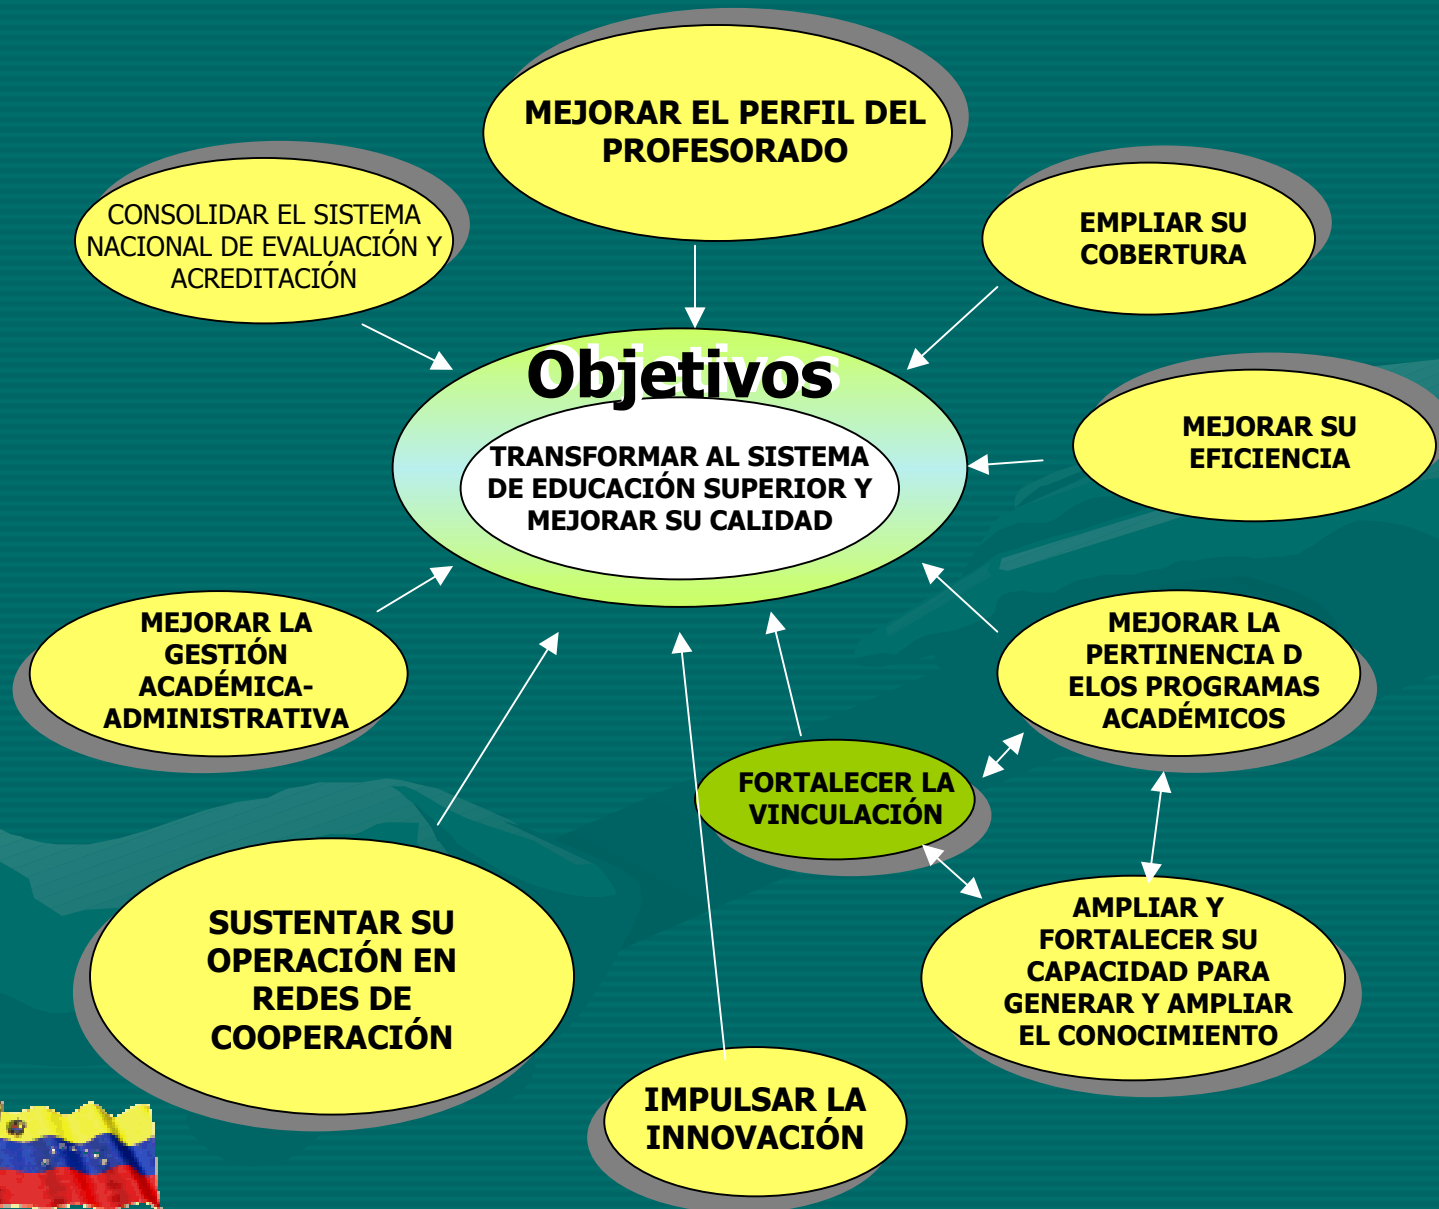 MEJORAR EL PERFIL DEL
PROFESORADO
CONSOLIDAR EL SISTEMA
NACIONAL DE EVALUACIÓN Y
ACREDITACIÓN
EMPLIAR SU
COBERTURA
Objetivos
TRANSFORMAR AL SISTEMA
DE EDUCACIÓN SUPERIOR Y
MEJORAR SU CALIDAD
MEJORAR SU
EFICIENCIA
MEJORAR LA
GESTIÓN
ACADÉMICA-
ADMINISTRATIVA
MEJORAR LA
PERTINENCIA D
ELOS PROGRAMAS
ACADÉMICOS
FORTALECER LA
VINCULACIÓN
SUSTENTAR SU
OPERACIÓN EN
REDES DE
COOPERACIÓN
AMPLIAR Y
FORTALECER SU
CAPACIDAD PARA
GENERAR Y AMPLIAR
EL CONOCIMIENTO
IMPULSAR LA
INNOVACIÓN